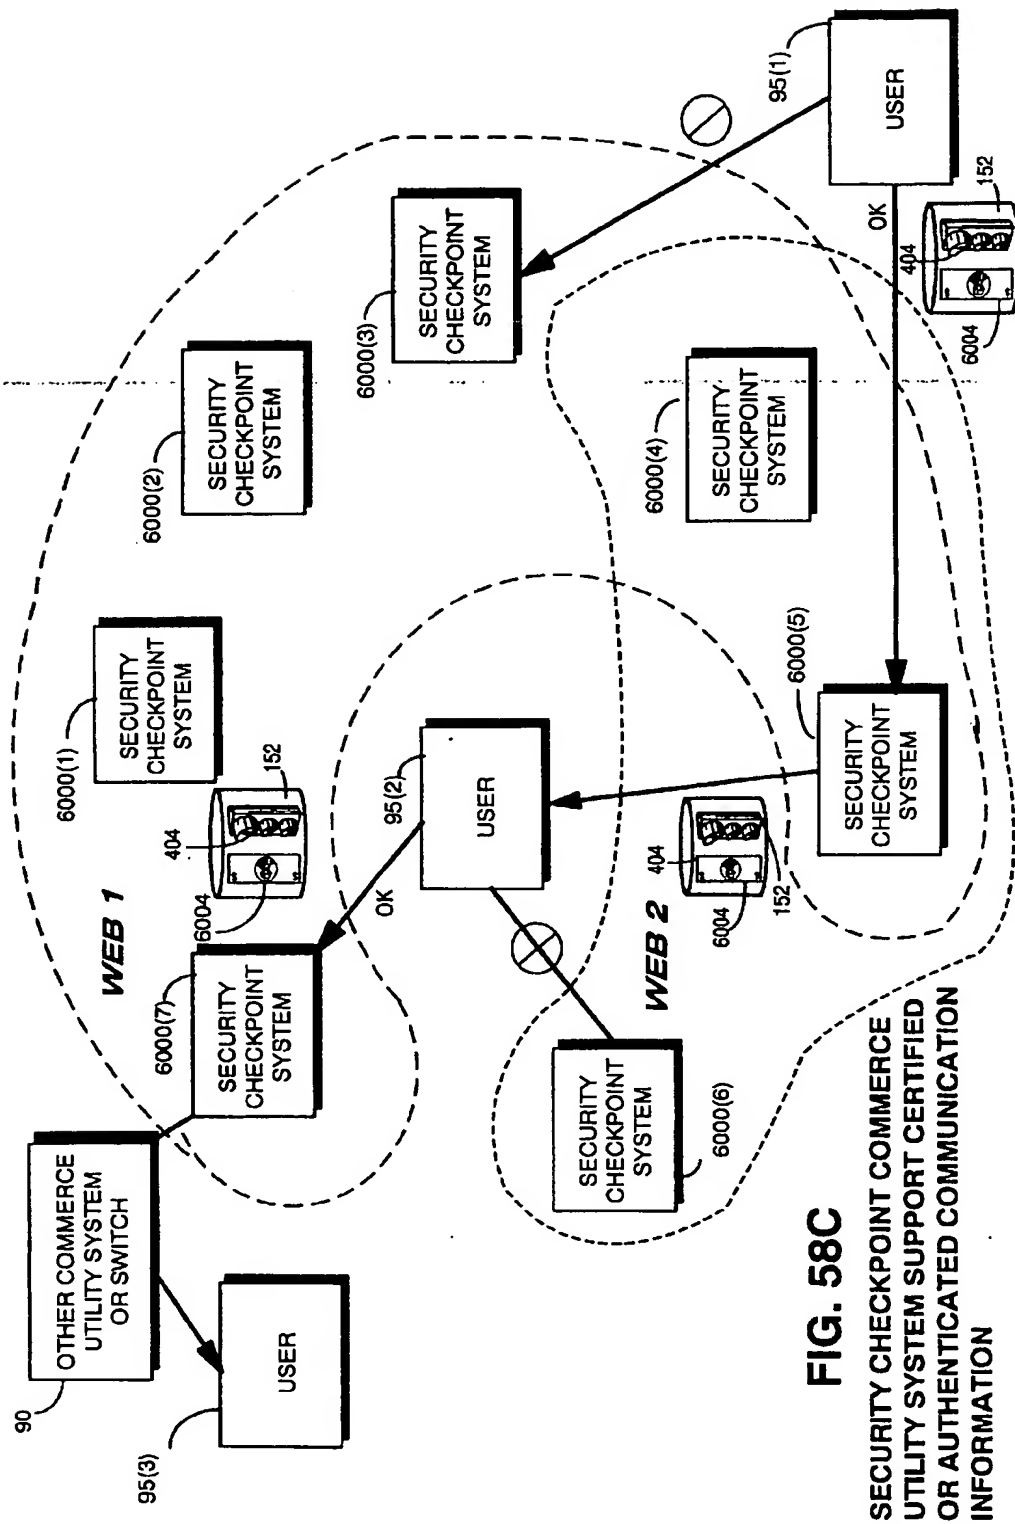 90
OTHER COMMERCE
UTILITY SYSTEM
OR SWITCH
95(3)
USER
WEB 1
6000(7)
SECURITY
CHECKPOINT
SYSTEM
6004
404
152
6000(1)
SECURITY
CHECKPOINT
SYSTEM
6000(2)
SECURITY
CHECKPOINT
SYSTEM
6000(3)
SECURITY
CHECKPOINT
SYSTEM
OK
95(2)
USER
6000(4)
SECURITY
CHECKPOINT
SYSTEM
95(1)
USER
OK
404
152
6004
SECURITY
CHECKPOINT
SYSTEM
6000(6)
WEB 2
404
6004
152
6000(5)
SECURITY
CHECKPOINT
SYSTEM
FIG. 58C
SECURITY CHECKPOINT COMMERCE
UTILITY SYSTEM SUPPORT CERTIFIED
OR AUTHENTICATED COMMUNICATION
INFORMATION